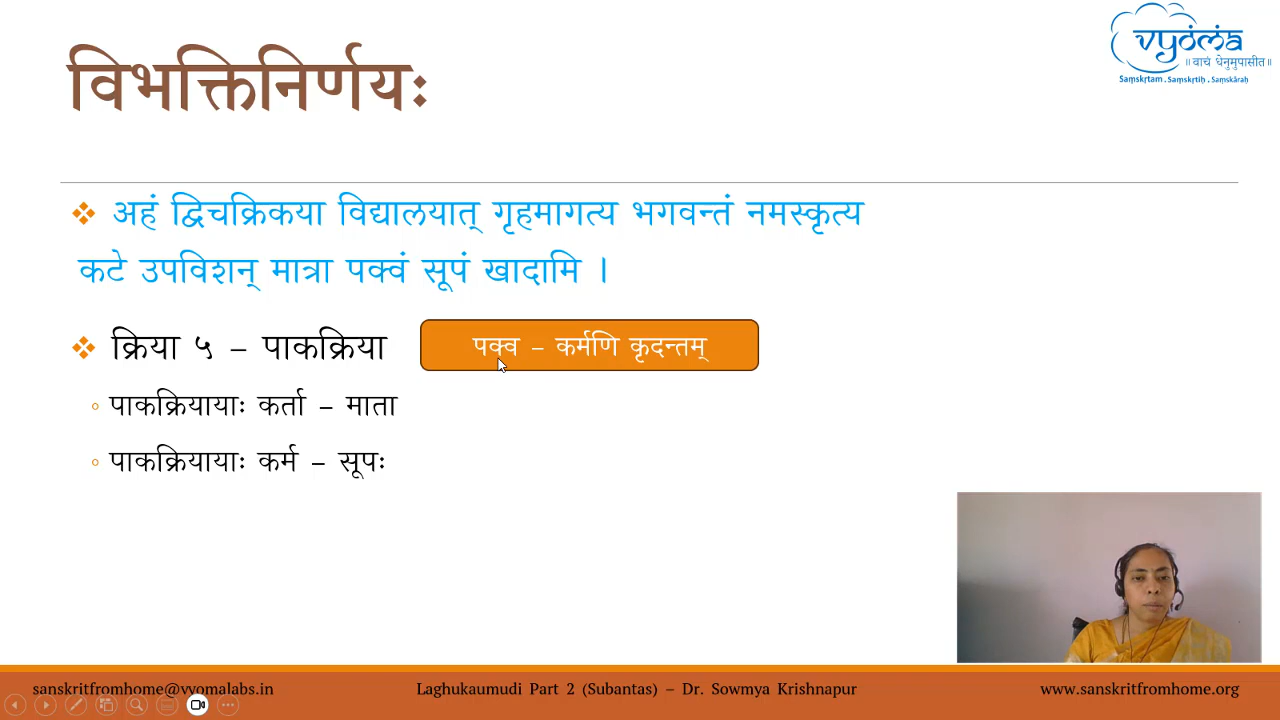 विभक्तिनिर्णयः
vyoma
॥ वाचं धेनुमुपासीत॥
Saṃskṛtam . Saṃskṛtiḥ . Saṃskāraḥ
❖ अहं द्विचक्रिकया विद्यालयात् गृहमागत्य भगवन्तं नमस्कृत्य
कटे उपविशन् मात्रा पक्वं सूपं खादामि ।
❖ क्रिया ५ – पाकक्रिया
पक्व – कर्मणि कृदन्तम्
◦ पाकक्रियायाः कर्ता – माता
◦ पाकक्रियायाः कर्म – सूपः
sanskritfromhome@vyomalabs.in
Laghukaumudi Part 2 (Subantas) – Dr. Sowmya Krishnapur
www.sanskritfromhome.org